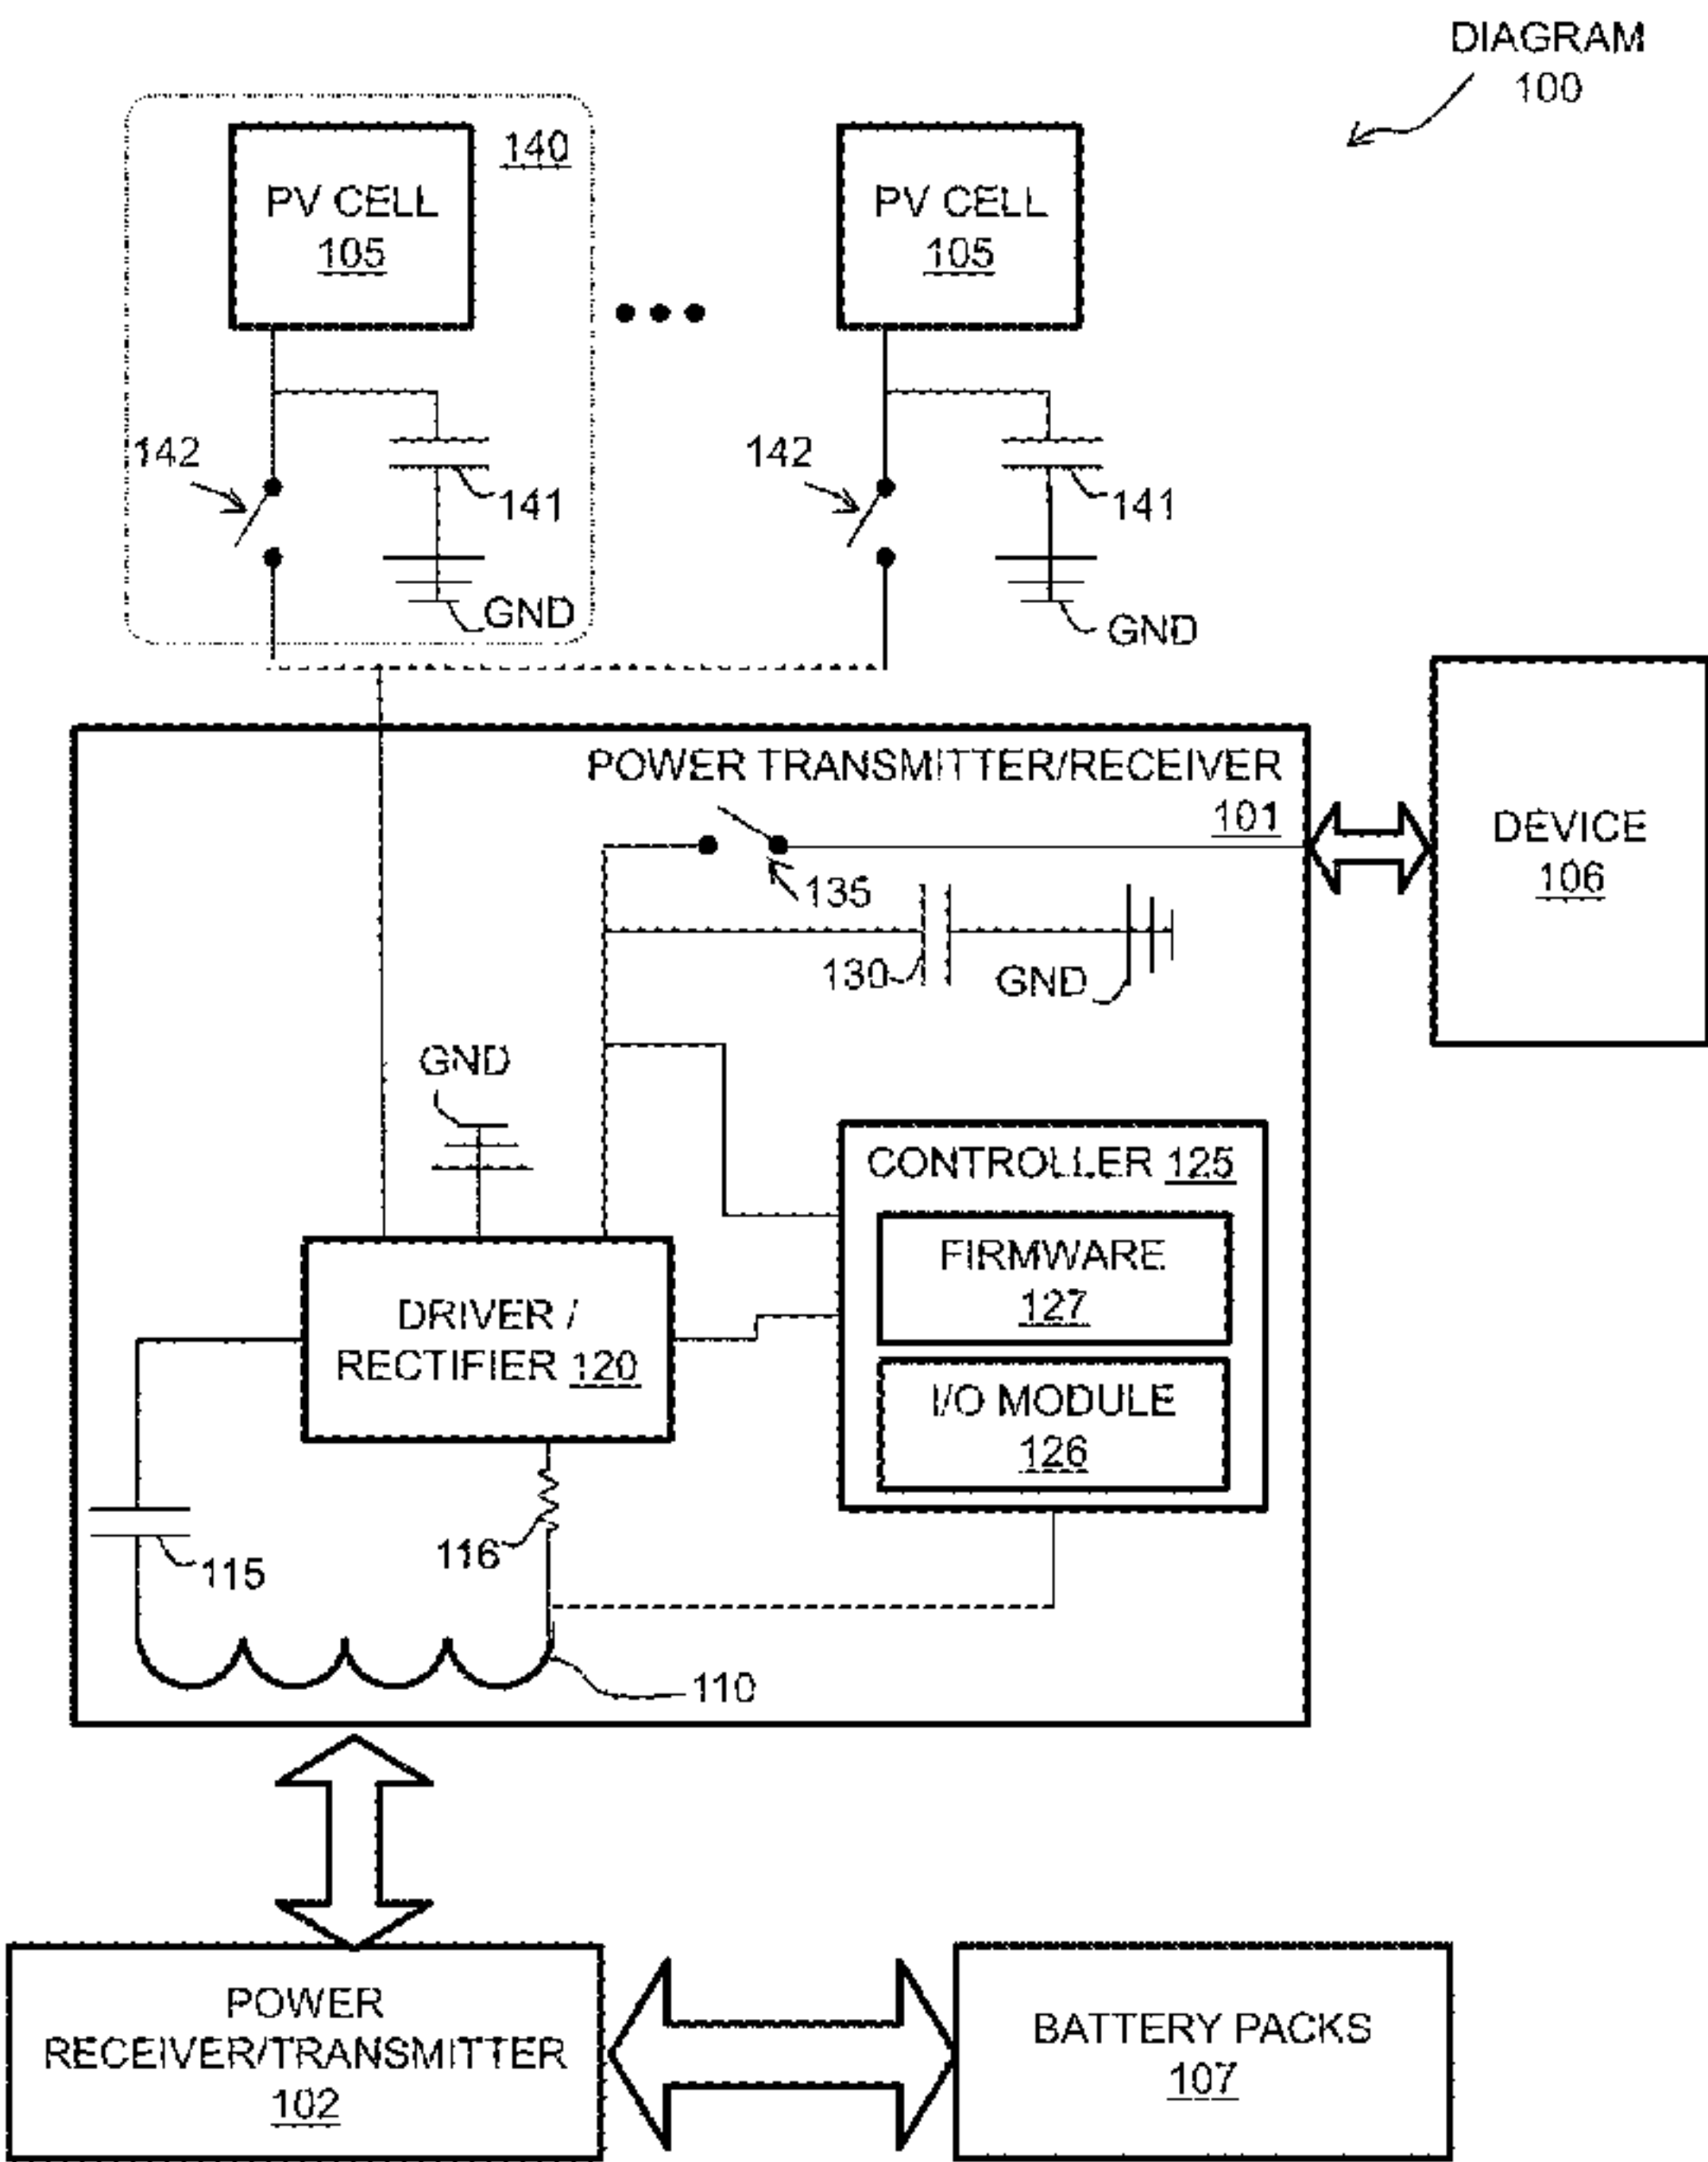 DIAGRAM
100
140
PV CELL
105
PV CELL
105
142
141
142
141
GND
GND
POWER TRANSMITTER/RECEIVER
101
DEVICE
106
135
130
GND
GND
CONTROLLER 125
FIRMWARE
127
DRIVER /
RECTIFIER 120
I/O MODULE
126
116
115
110
POWER
RECEIVER/TRANSMITTER
102
BATTERY PACKS
107